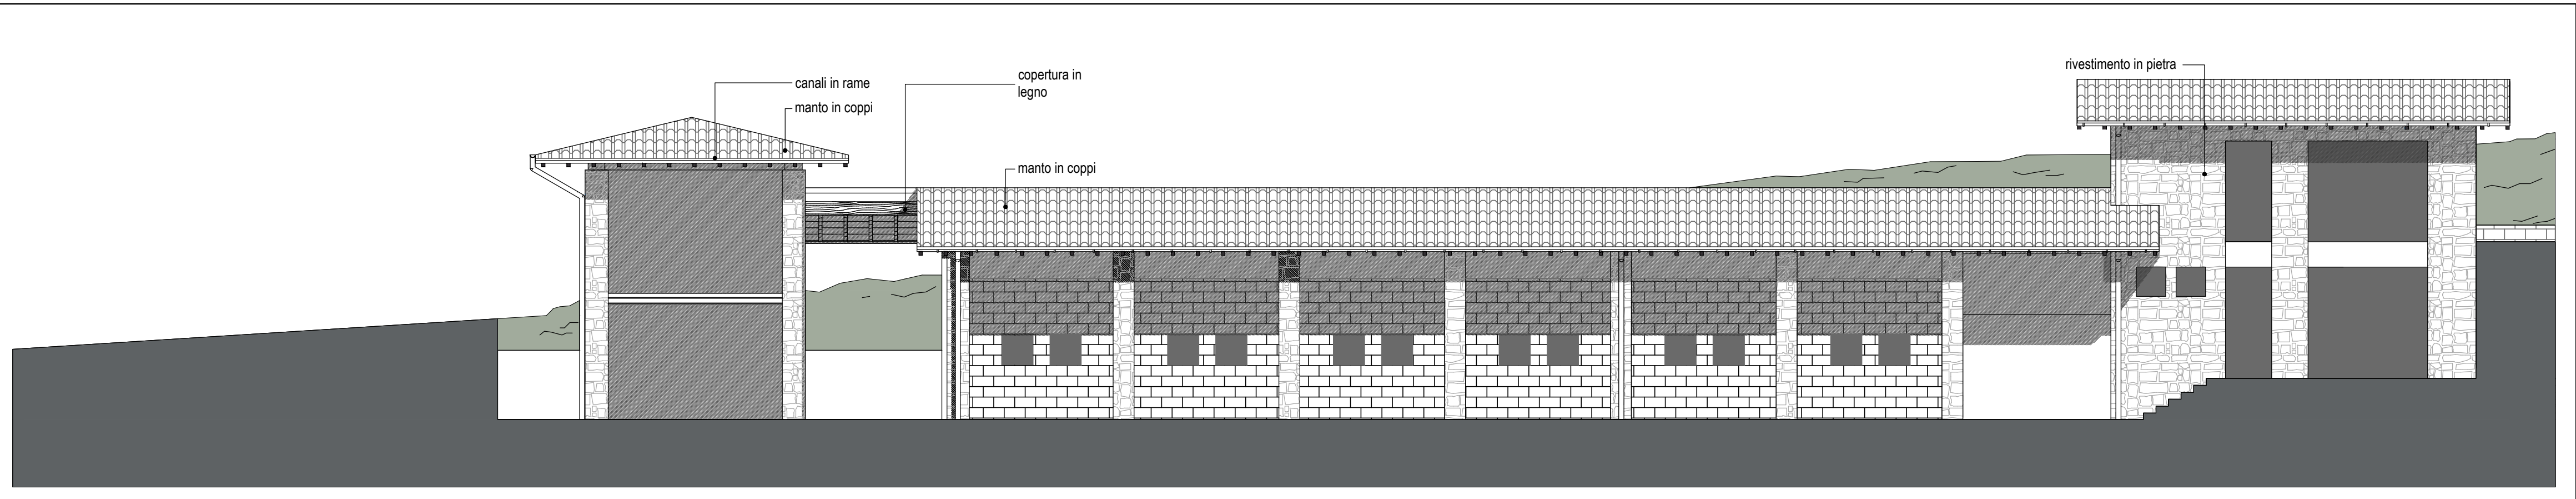 canali in rame
manto in coppi
copertura in
legno
manto in coppi
rivestimento in pietra